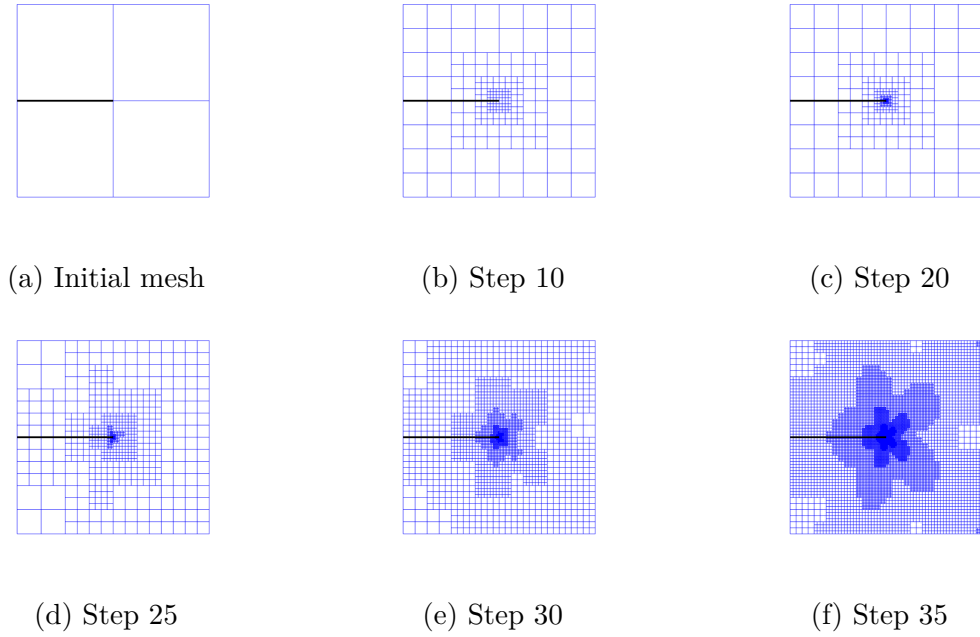 (a) Initial mesh
(b) Step 10
(c) Step 20
(d) Step 25
(e) Step 30
(f) Step 35